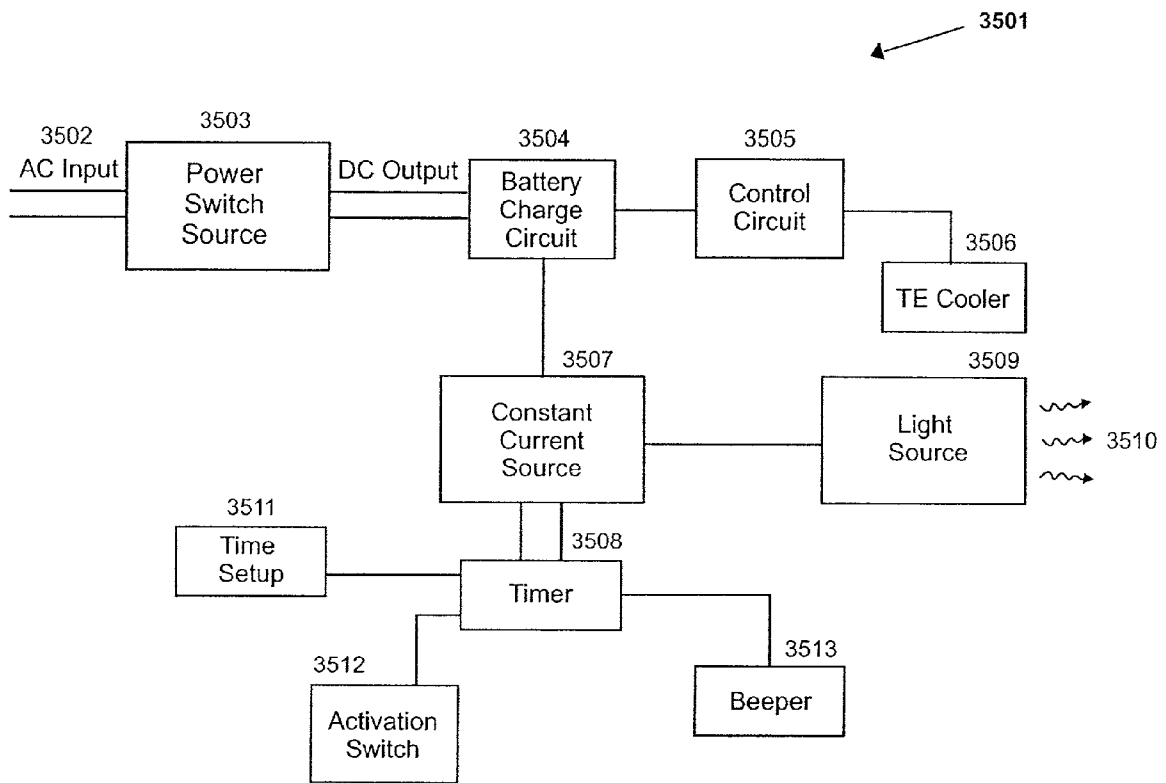 3501
3502
AC Input
3503
Power
Switch
Source
DC Output
3504
Battery
Charge
Circuit
3505
Control
Circuit
3506
TE Cooler
3507
Constant
Current
Source
3509
Light
Source
3510
3511
Time
Setup
3508
Timer
3512
Activation
Switch
3513
Beeper